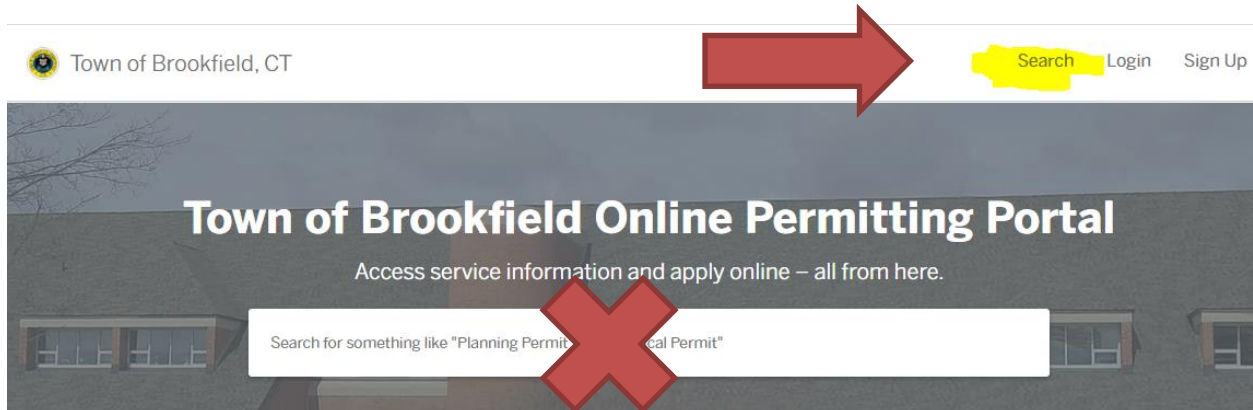 Town of Brookfield, CT
Search Login Sign Up
Town of Brookfield Online Permitting Portal
Access service information and apply online – all from here.
Search for something like "Planning Permit cal Permit"